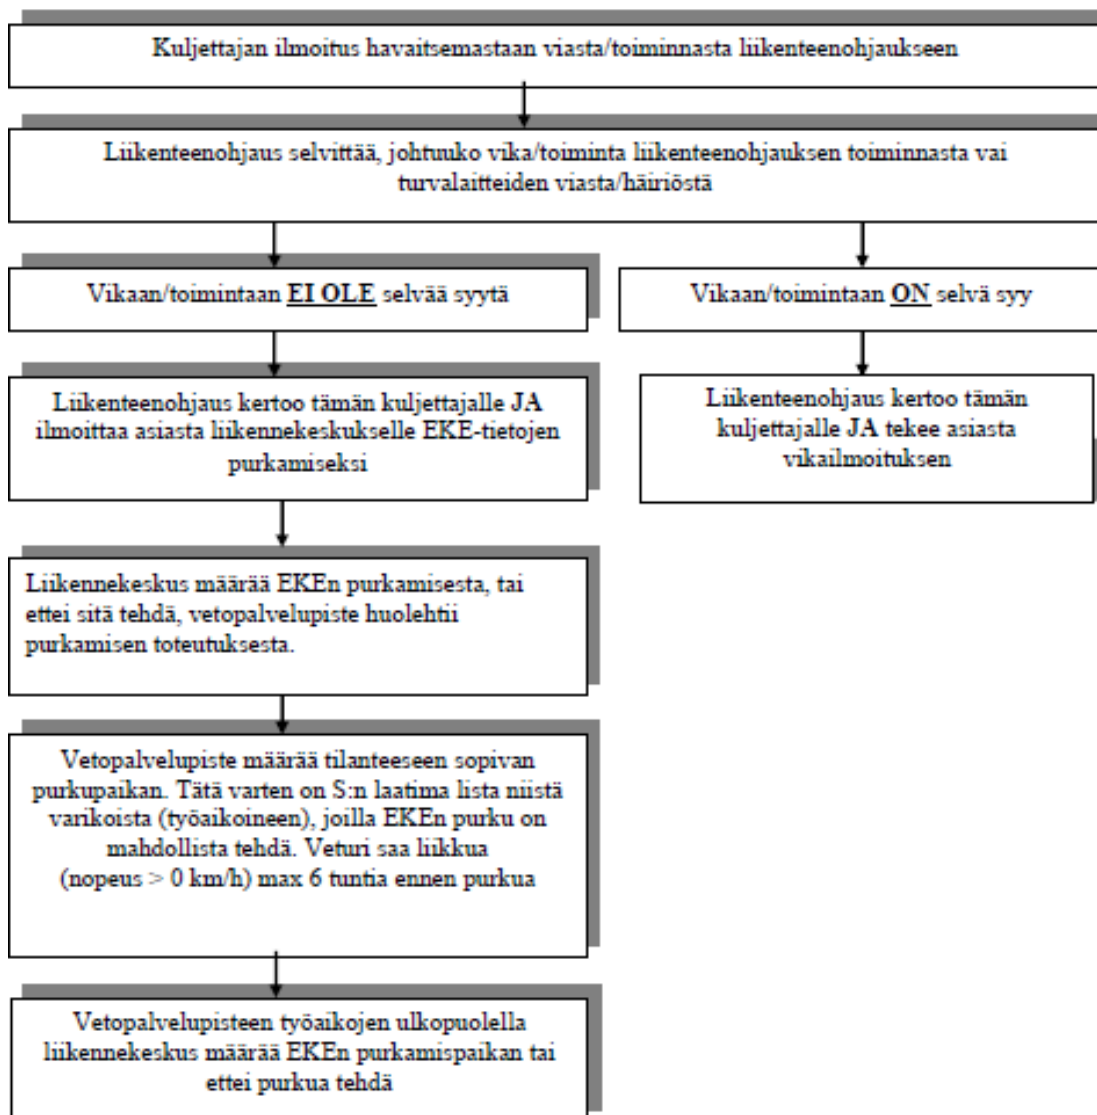 Kuljettajan ilmoitus havaitsemastaan viasta/toiminnasta liikenteenohjaukseen
Liikenteenohjaus selvittää, johtuuko vika/toiminta liikenteenohjauksen toiminnasta vai
turvalaitteiden viasta/häiriöstä
Vikaan/toimintaan EI OLE selvää syytä
Vikaan/toimintaan ON selvä syy
Liikenteenohjaus kertoo tämän kuljettajalle JA
ilmoittaa asiasta liikennekeskukselle EKE-tietojen
purkamiseksi
Liikenteenohjaus kertoo tämän
kuljettajalle JA tekee asiasta
vikailmoituksen
Liikennekeskus määrää EKEn purkamisesta, tai
ettei sitä tehdä, vetopalvelupiste huolehtii
purkamisen toteutuksesta.
Vetopalvelupiste määrää tilanteeseen sopivan
purkupaikan. Tätä varten on S:n laatima lista niistä
varikoista (työaikoineen), joilla EKEn purku on
mahdollista tehdä. Veturi saa liikkua
(nopeus > 0 km/h) max 6 tuntia ennen purkua
Vetopalvelupisteen työaikojen ulkopuolella
liikennekeskus määrää EKEn purkamispaikan tai
ettei purkua tehdä